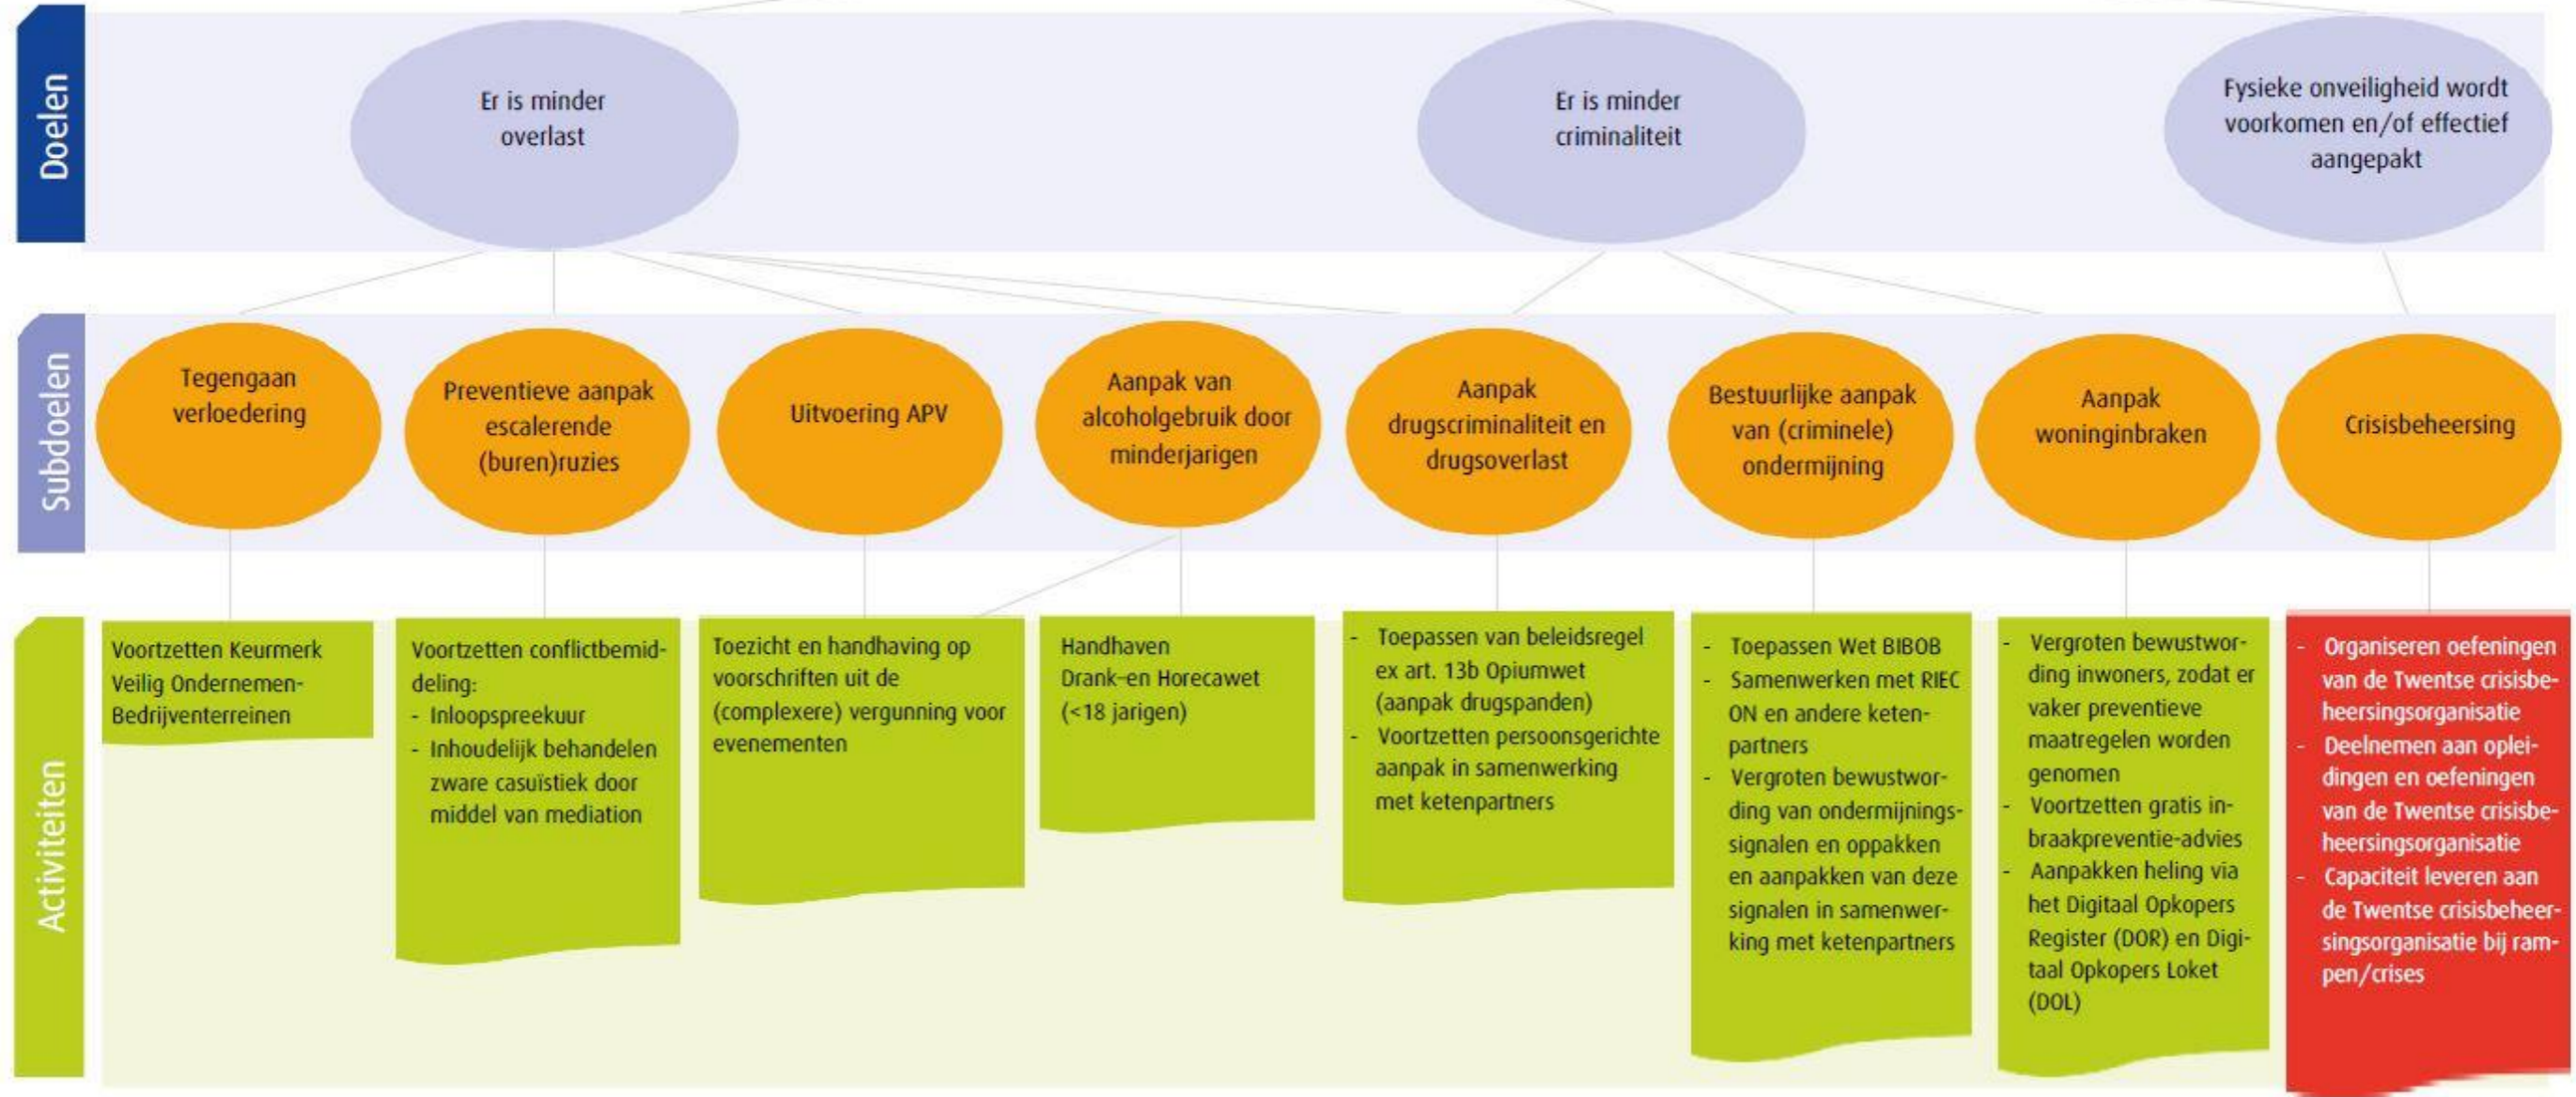 Doelen
Er is minder
overlast
Er is minder
criminaliteit
Fysieke onveiligheid wordt
voorkomen en/of effectief
aangepakt
Subdoelen
Tegengaan
verloedering
Preventieve aanpak
escalerende
(buren)ruzies
Uitvoering APV
Aanpak van
alcoholgebruik door
minderjarigen
Aanpak
drugscriminaliteit en
drugsoverlast
Bestuurlijke aanpak
van (criminele)
ondermijning
Aanpak
woninginbraken
Crisisbeheersing
Activiteiten
Voortzetten Keurmerk
Veilig Ondernemen-
Bedrijventerreinen
Voortzetten conflictbemid-
deling:
- Inloopspreekuur
- Inhoudelijk behandelen
zware casuïstiek door
middel van mediation
Toezicht en handhaving op
voorschriften uit de
(complexere) vergunning voor
evenementen
Handhaven
Drank-en Horecawet
(<18 jarigen)
- Toepassen van beleidsregel
ex art. 13b Opiumwet
(aanpak drugspanden)
- Voortzetten persoonsgerichte
aanpak in samenwerking
met ketenpartners
- Toepassen Wet BIBOB
- Samenwerken met RIEC
ON en andere keten-
partners
- Vergroten bewustwor-
ding van ondermijnings-
signalen en oppakken
en aanpakken van deze
signalen in samenwer-
king met ketenpartners
- Vergroten bewustwor-
ding inwoners, zodat er
vaker preventieve
maatregelen worden
genomen
- Voortzetten gratis in-
braakpreventie-advies
- Aanpakken heling via
het Digitaal Opkopers
Register (DOR) en Digi-
taal Opkopers Loket
(DOL)
- Organiseren oefeningen
van de Twentse crisisbe-
heersingsorganisatie
- Deelnemen aan oplei-
dingen en oefeningen
van de Twentse crisisbe-
heersingsorganisatie
- Capaciteit leveren aan
de Twentse crisisbeheer-
singsorganisatie bij ram-
pen/crises